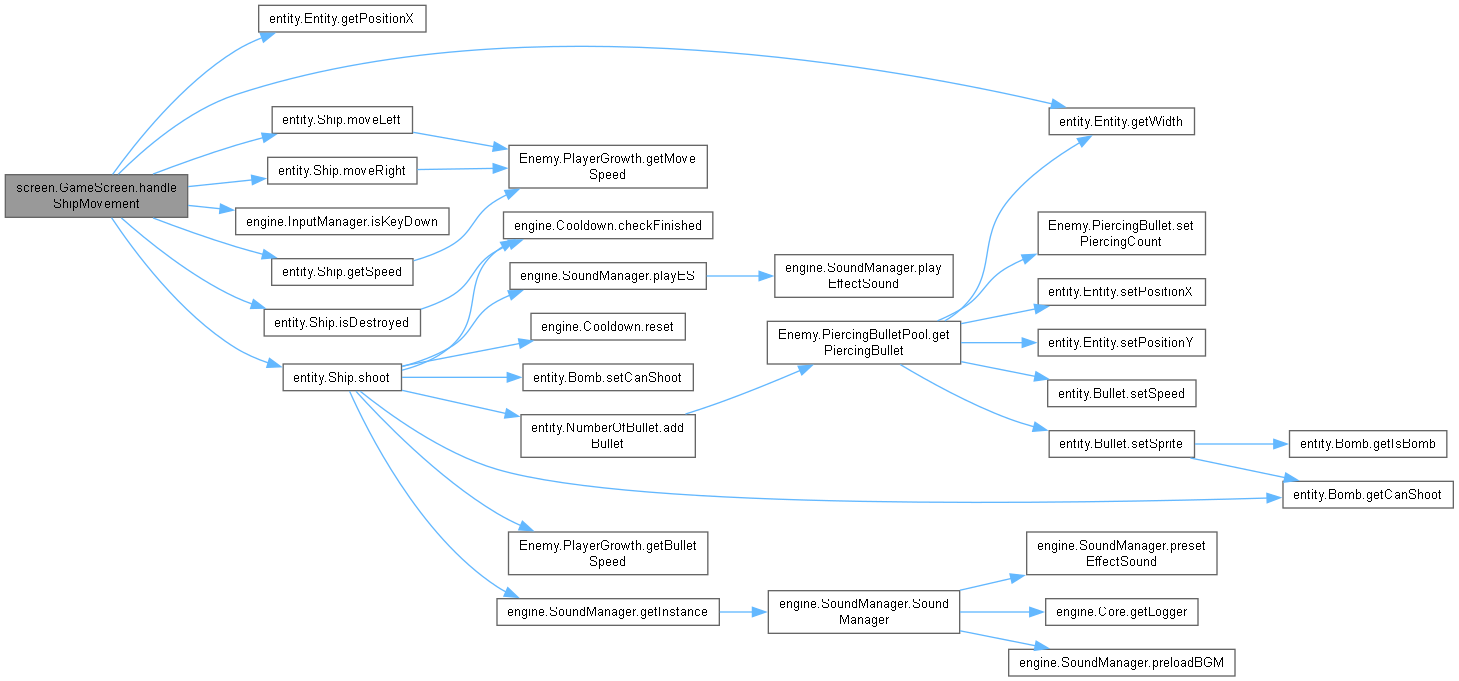 entity.Entity.getPositionX
entity.Entity.getWidth
entity.Ship.moveLeft
Enemy.PlayerGrowth.getMove
Speed
entity.Ship.moveRight
screen.GameScreen.handle
ShipMovement
engine.InputManager.isKeyDown
engine.Cooldown.checkFinished
Enemy.PiercingBullet.set
PiercingCount
entity.Ship.getSpeed
engine.SoundManager.playES
engine.SoundManager.play
EffectSound
entity.Entity.setPositionX
entity.Ship.isDestroyed
engine.Cooldown.reset
Enemy.PiercingBulletPool.get
PiercingBullet
entity.Entity.setPositionY
entity.Ship.shoot
entity.Bomb.setCanShoot
entity.Bullet.setSpeed
entity.NumberOfBullet.add
Bullet
entity.Bullet.setSprite
entity.Bomb.getIsBomb
entity.Bomb.getCanShoot
Enemy.PlayerGrowth.getBullet
Speed
engine.SoundManager.preset
EffectSound
engine.SoundManager.getInstance
engine.SoundManager.Sound
Manager
engine.Core.getLogger
engine.SoundManager.preloadBGM